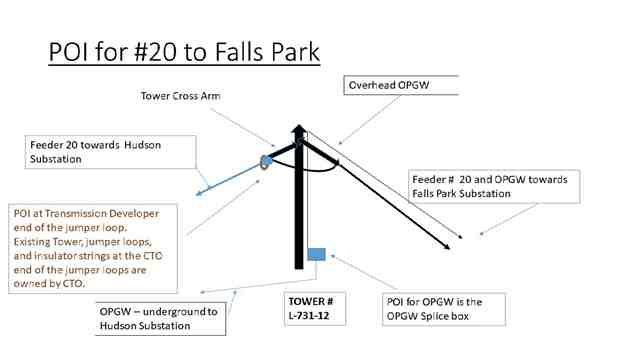 POI for #20 to Falls Park
Overhead OPGW
Tower Cross Arm
Feeder 20 towards Hudson
Substation
Feeder # 20 and OPGW towards
Falls Park Substation
POI at Transmission Developer
end of the jumper loop.
Existing Tower, jumper loops,
and insulator strings at the CTO
end of the jumper loops are
owned by CTO.
OPGW – underground to
Hudson Substation
TOWER #
L-731-12
POI for OPGW is the
OPGW Splice box